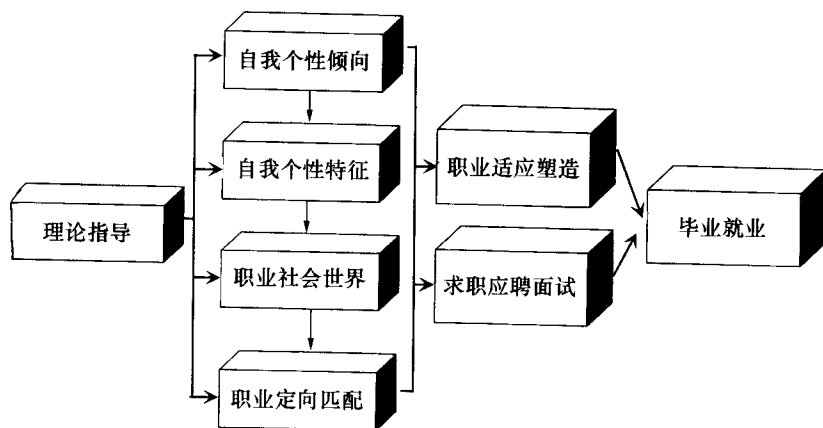 自我个性倾向
自我个性特征
职业适应塑造
理论指导
毕业就业
职业社会世界
求职应聘面试
职业定向匹配